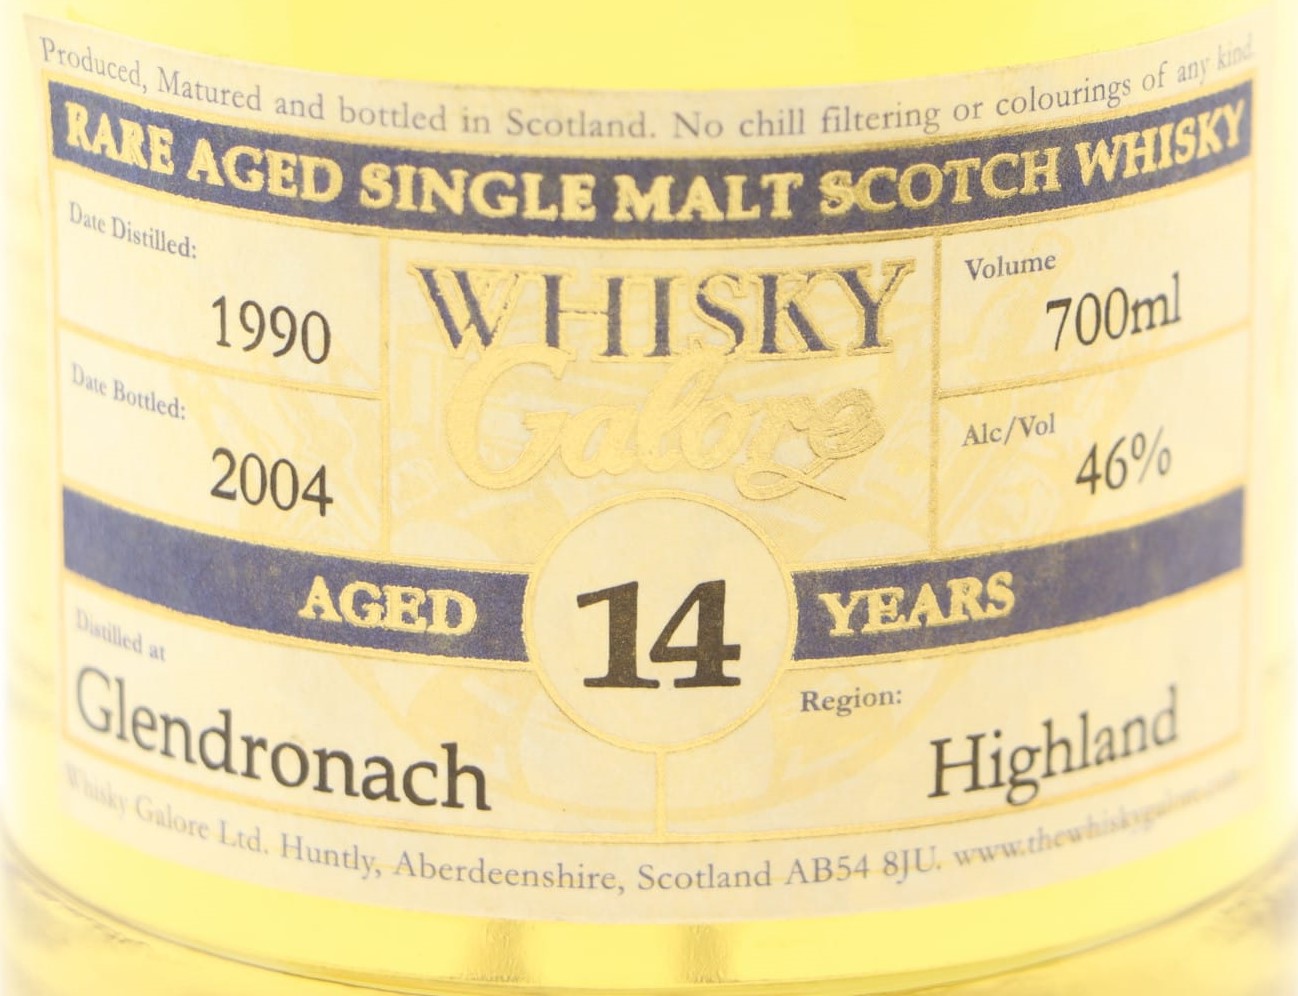 Produced, Matured and bottled in Scotland. No chill filtering or colourings of any kind.
RARE AGED SINGLE MALT SCOTCH WHISKY
Date Distilled:
1990
Date Bottled:
2004
WHISKY
Galore
Volume
700ml
Alc/Vol
46%
AGED 14 YEARS
Distilled at
Glendronach
Region:
Highland
Whisky Galore Ltd. Huntly, Aberdeenshire, Scotland AB54 8JU.